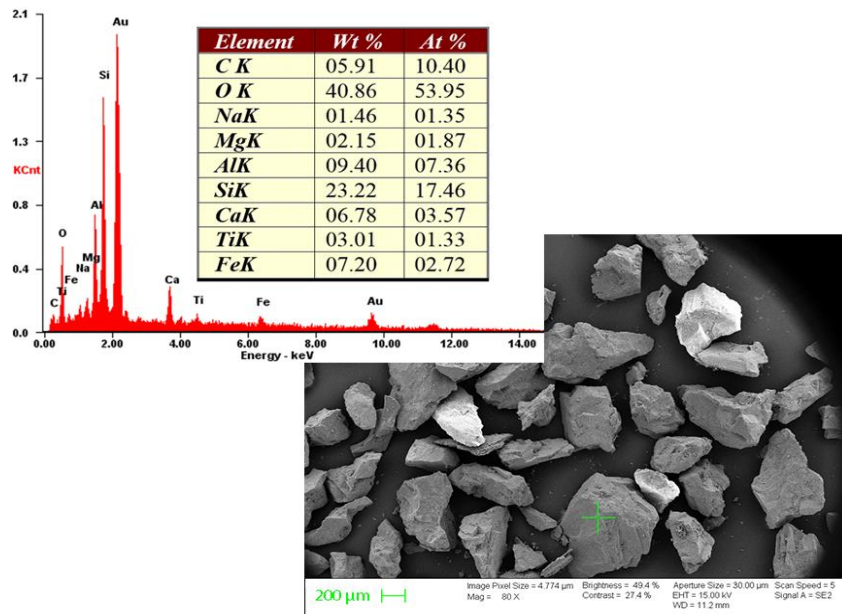 2.1
1.7
1.3
KCnt
0.8
0.4
0.0
Au
Si
Al
O
Mg
Na
Fe
Ti
C
Ca
Ti
Fe
Au
0.00 2.00 4.00 6.00 8.00 10.00 12.00 14.00
Energy - keV
Element Wt % At %
C K 05.91 10.40
O K 40.86 53.95
NaK 01.46 01.35
MgK 02.15 01.87
AlK 09.40 07.36
SiK 23.22 17.46
CaK 06.78 03.57
TiK 03.01 01.33
FeK 07.20 02.72
200 µm
Image Pixel Size = 4.774 µm Brightness = 49.4 % Aperture Size = 30.00 µm Scan Speed = 5
Mag = 80 X Contrast = 27.4 % EHT = 15.00 kV Signal A = SE2
WD = 11.2 mm